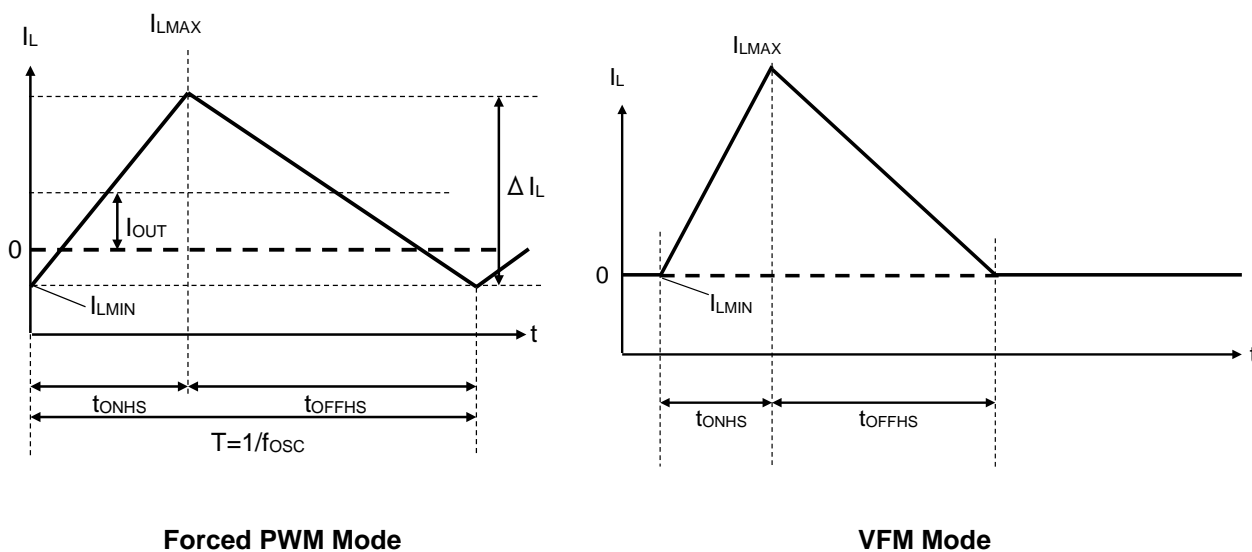 ILMAX
IL
ΔIL
IOUT
0
ILMIN
t
tONHS
tOFFHS
T=1/fOSC
Forced PWM Mode
ILMAX
IL
0
ILMIN
t
tONHS
tOFFHS
VFM Mode